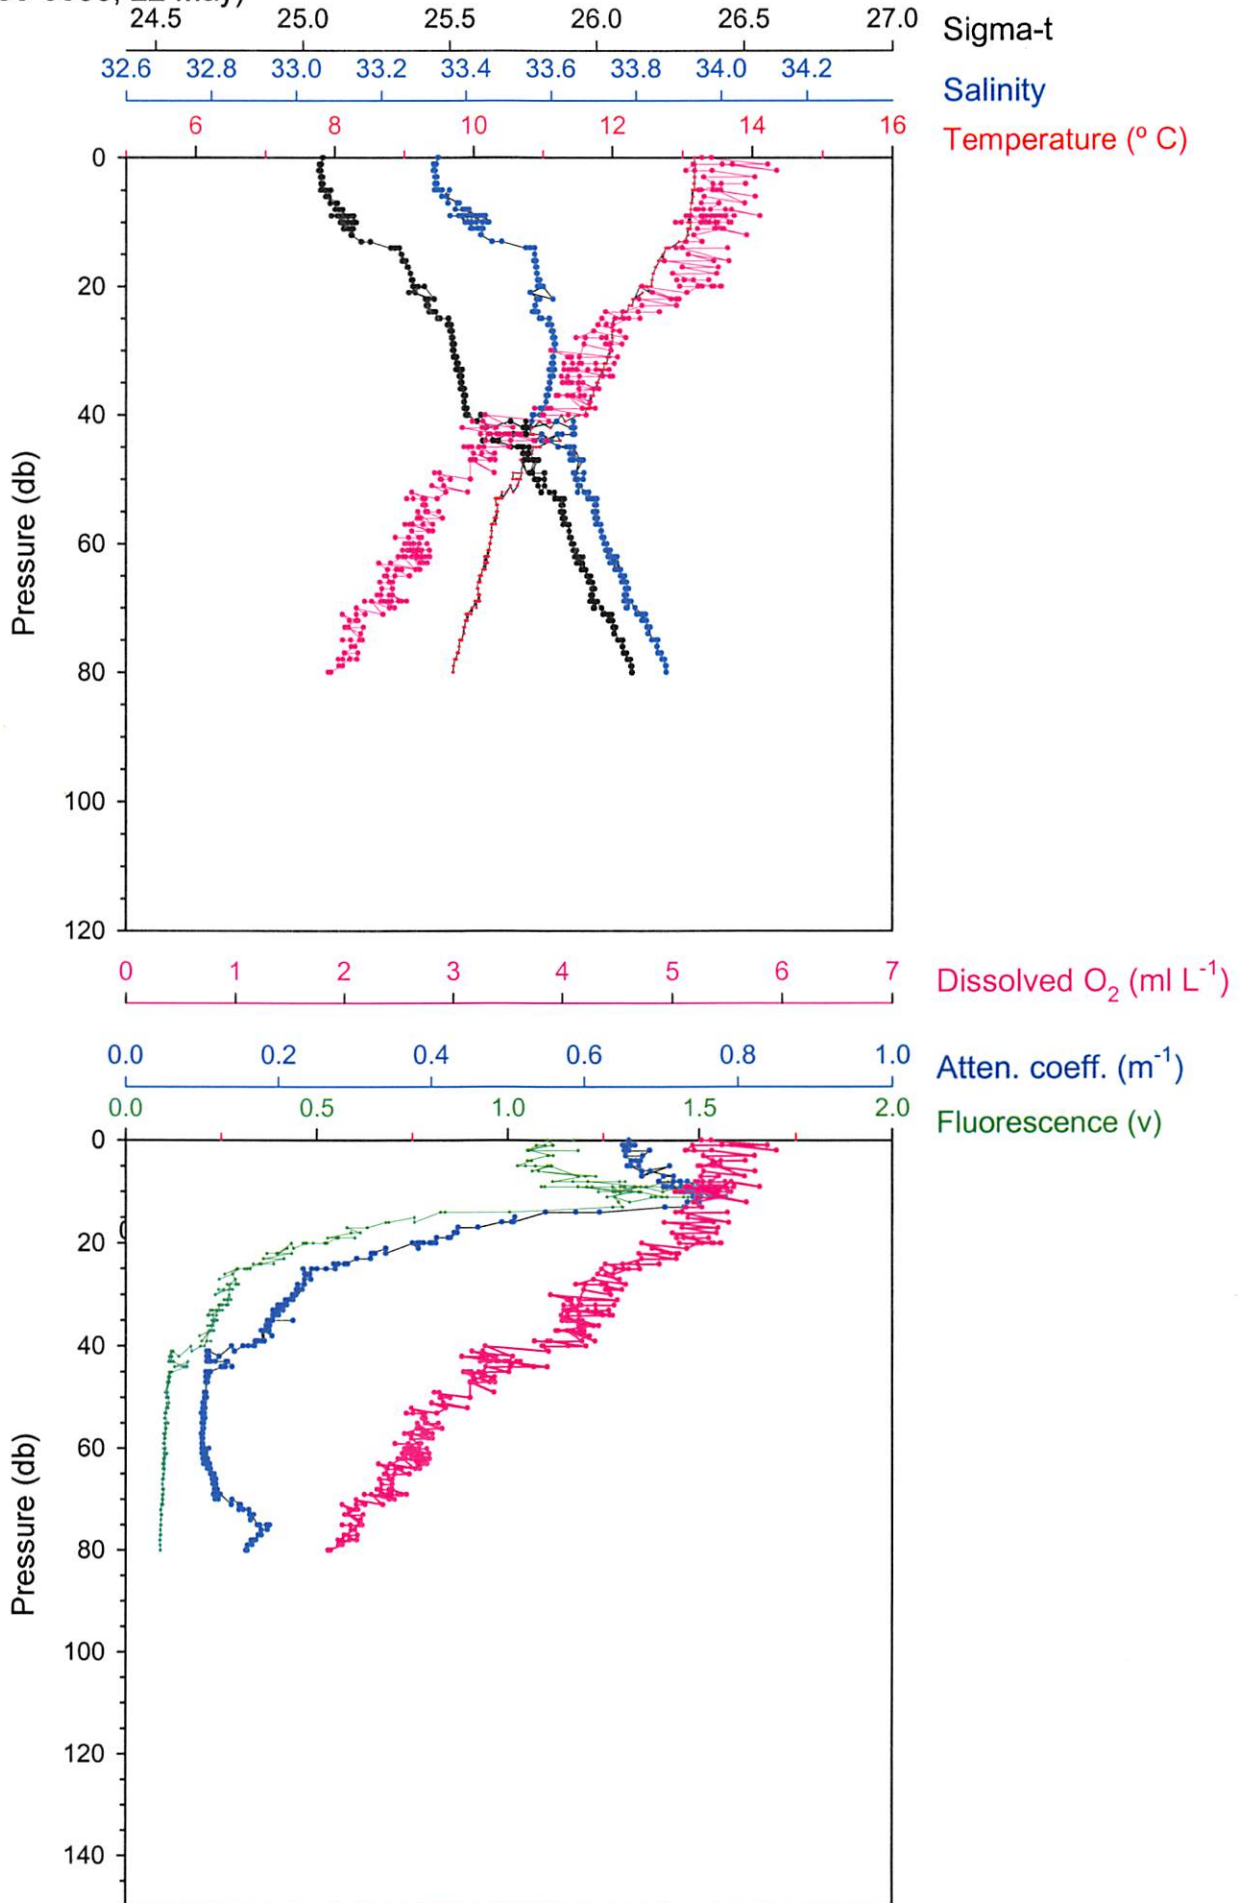 22 May)
24.5 25.0 25.5 26.0 26.5 27.0 Sigma-t
32.6 32.8 33.0 33.2 33.4 33.6 33.8 34.0 34.2
Salinity
6 8 10 12 14 16
Temperature (º C)
0
20
40
60
80
100
120
Pressure (db)
0 1 2 3 4 5 6 7
Dissolved O2 (ml L-1)
0.0 0.2 0.4 0.6 0.8 1.0
Atten. coeff. (m-1)
0.0 0.5 1.0 1.5 2.0
Fluorescence (v)
0
20
40
60
80
100
120
140
Pressure (db)